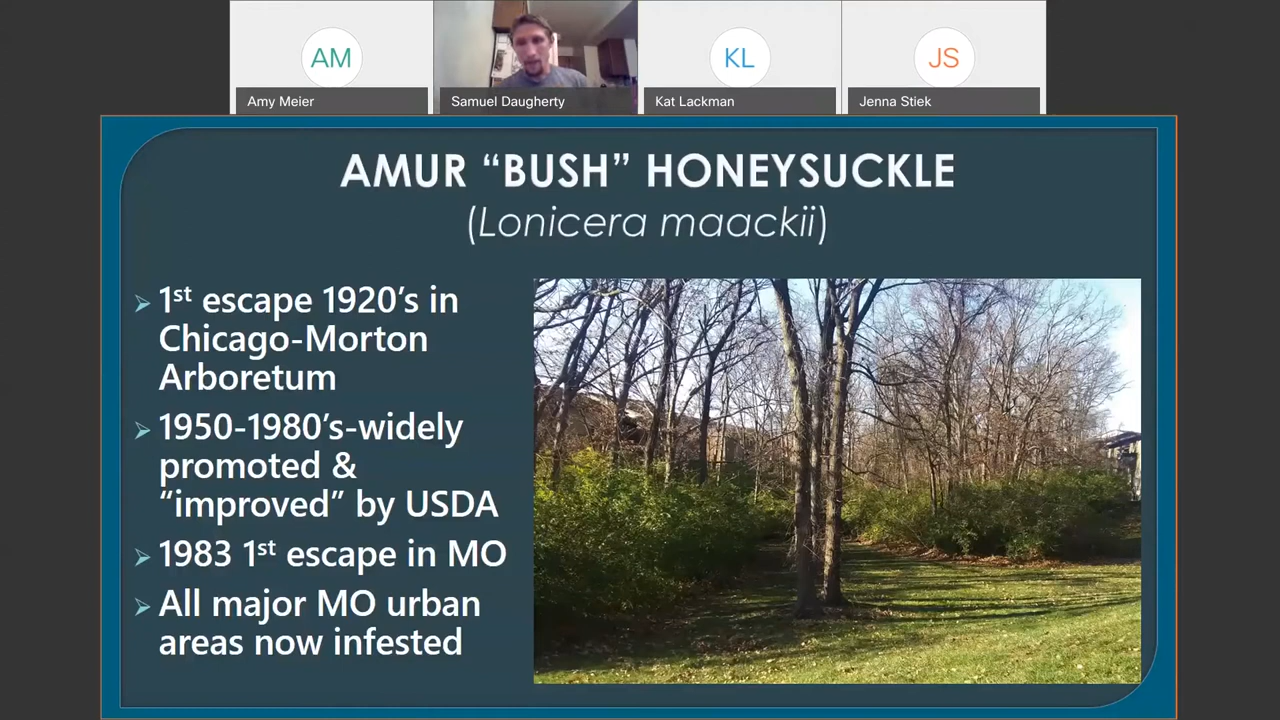 AM
KL
JS
Amy Meier
Samuel Daugherty
Kat Lackman
Jenna Stiek
AMUR “BUSH” HONEYSUCKLE
(Lonicera maackii)
1st escape 1920’s in
Chicago-Morton
Arboretum
1950-1980’s-widely
promoted &
“improved” by USDA
1983 1st escape in MO
All major MO urban
areas now infested